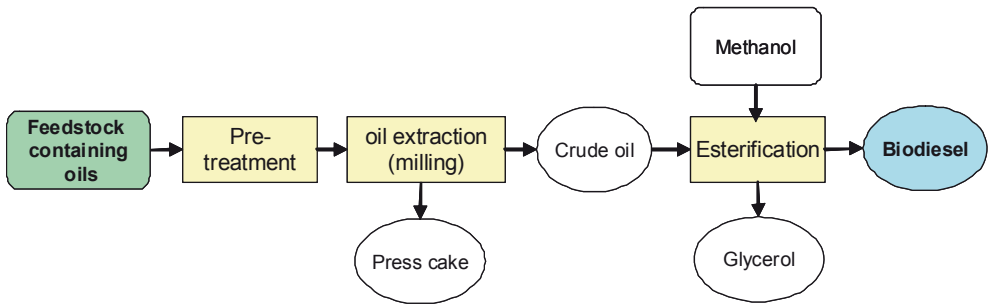 Methanol
Feedstock
containing
oils
Pre-
treatment
oil extraction
(milling)
Crude oil
Esterification
Biodiesel
Press cake
Glycerol